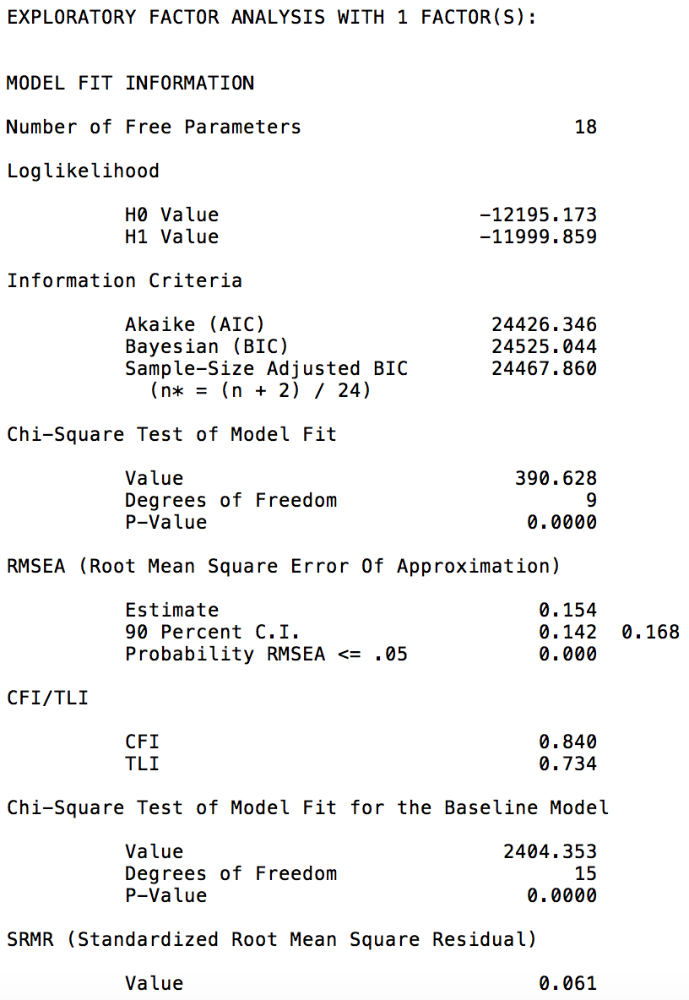 EXPLORATORY FACTOR ANALYSIS WITH 1 FACTOR(S):
MODEL FIT INFORMATION
Number of Free Parameters 18
Loglikelihood
H0 Value -12195.173
H1 Value -11999.859
Information Criteria
Akaike (AIC) 24426.346
Bayesian (BIC) 24525.044
Sample-Size Adjusted BIC 24467.860
(n* = (n + 2) / 24)
Chi-Square Test of Model Fit
Value 390.628
Degrees of Freedom 9
P-Value 0.0000
RMSEA (Root Mean Square Error Of Approximation)
Estimate 0.154
90 Percent C.I. 0.142 0.168
Probability RMSEA <= .05 0.000
CFI/TLI
CFI 0.840
TLI 0.734
Chi-Square Test of Model Fit for the Baseline Model
Value 2404.353
Degrees of Freedom 15
P-Value 0.0000
SRMR (Standardized Root Mean Square Residual)
Value 0.061